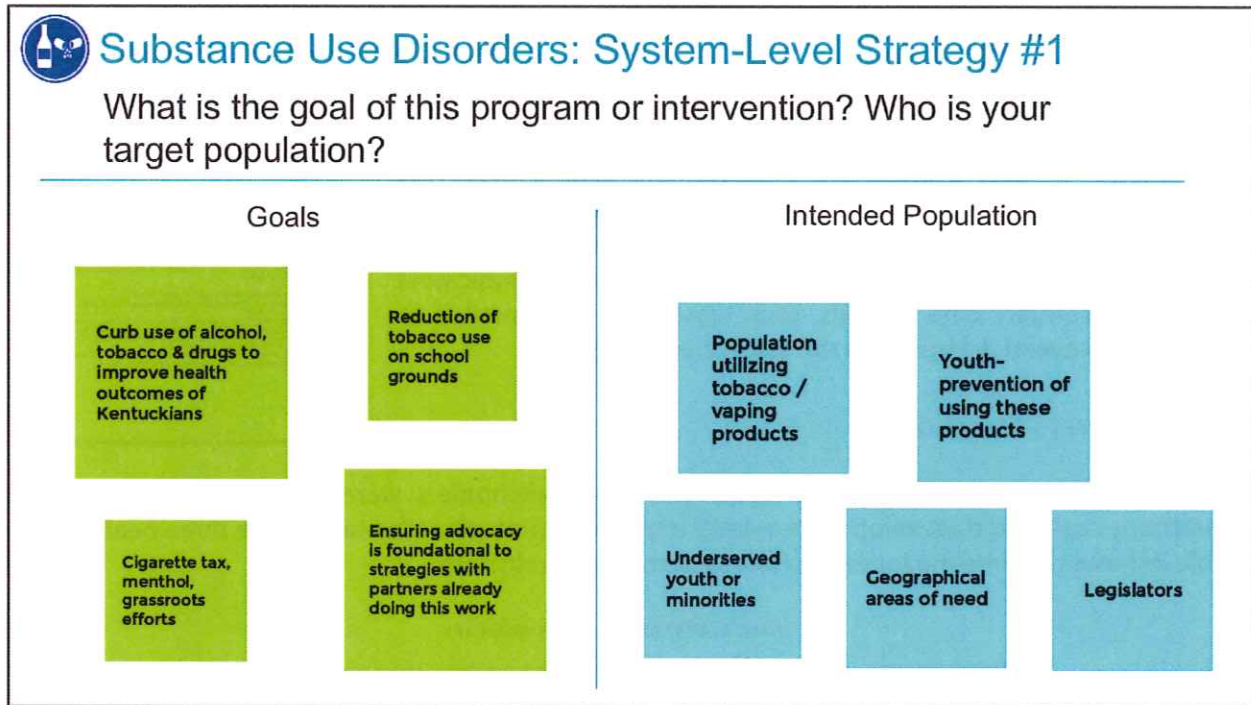 Substance Use Disorders: System-Level Strategy #1
What is the goal of this program or intervention? Who is your
target population?
Goals
Curb use of alcohol,
tobacco & drugs to
improve health
outcomes of
Kentuckians
Reduction of
tobacco use
on school
grounds
Cigarette tax,
menthol,
grassroots
efforts
Ensuring advocacy
is foundational to
strategies with
partners already
doing this work
Intended Population
Population
utilizing
tobacco /
vaping
products
Youth-
prevention of
using these
products
Underserved
youth or
minorities
Geographical
areas of need
Legislators